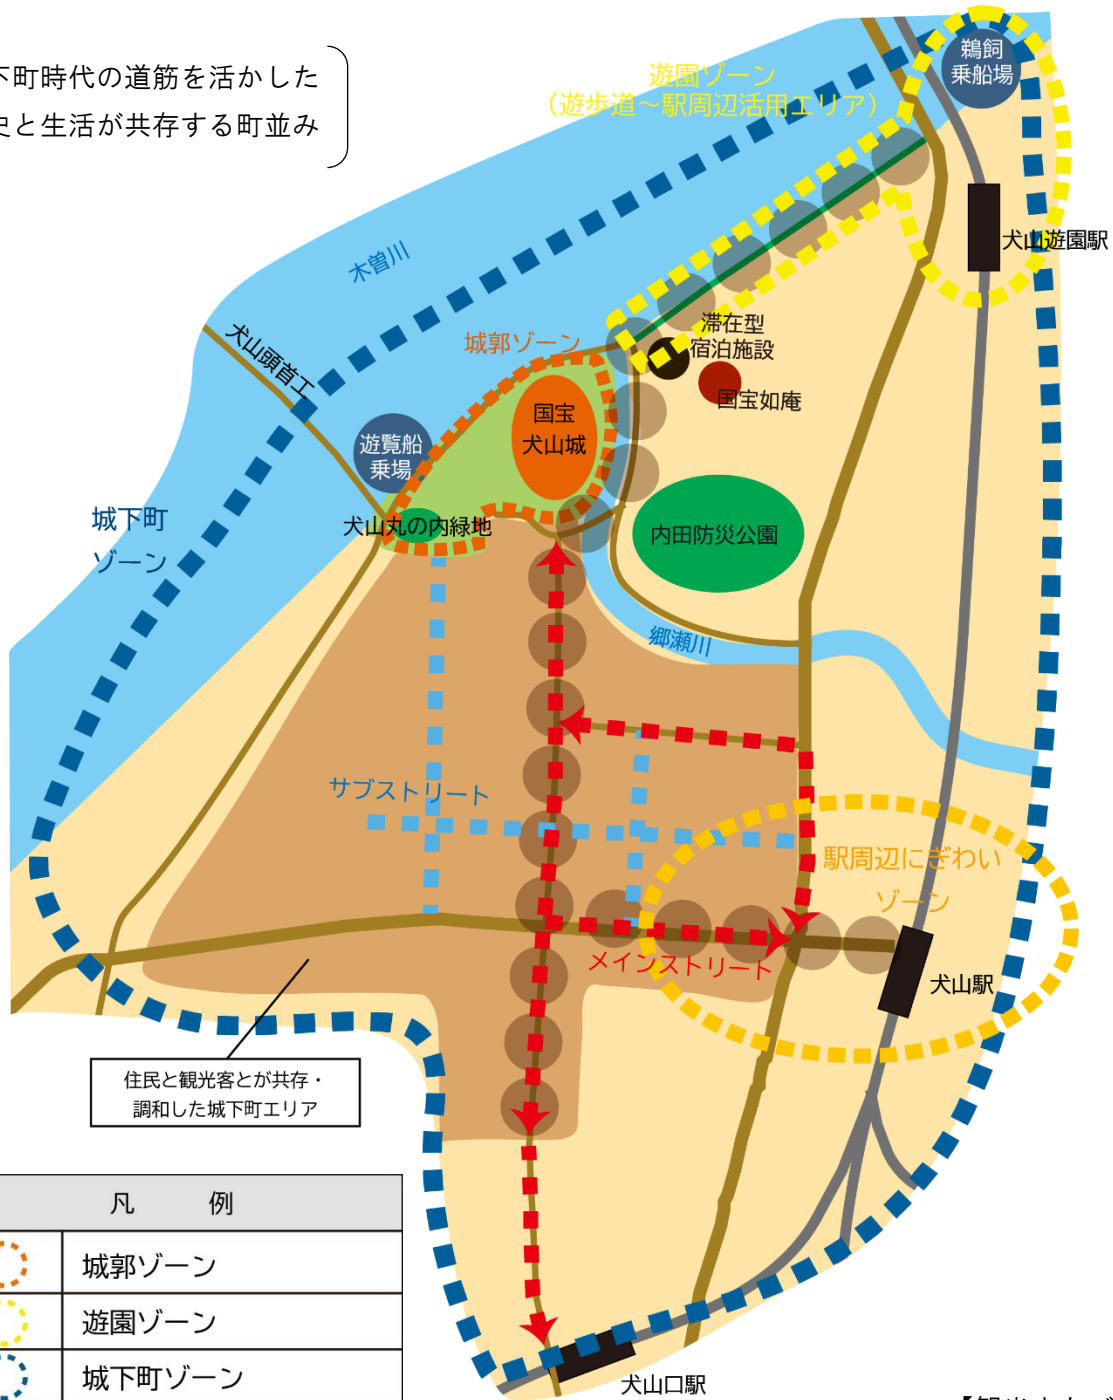 下町時代の道筋を活かした
史と生活が共存する町並み
鵜飼
乗船場
遊園ゾーン
（遊歩道～駅周辺活用エリア）
犬山遊園駅
木曽川
滞在型
宿泊施設
城郭ゾーン
犬山頭首工
国宝如庵
国宝
犬山城
遊覧船
乗場
城下町
ゾーン
犬山丸の内緑地
内田防災公園
郷瀬川
サブストリート
駅周辺にぎわい
ゾーン
メインストリート
犬山駅
住民と観光客とが共存・
調和した城下町エリア
凡　例
城郭ゾーン
遊園ゾーン
城下町ゾーン
犬山口駅